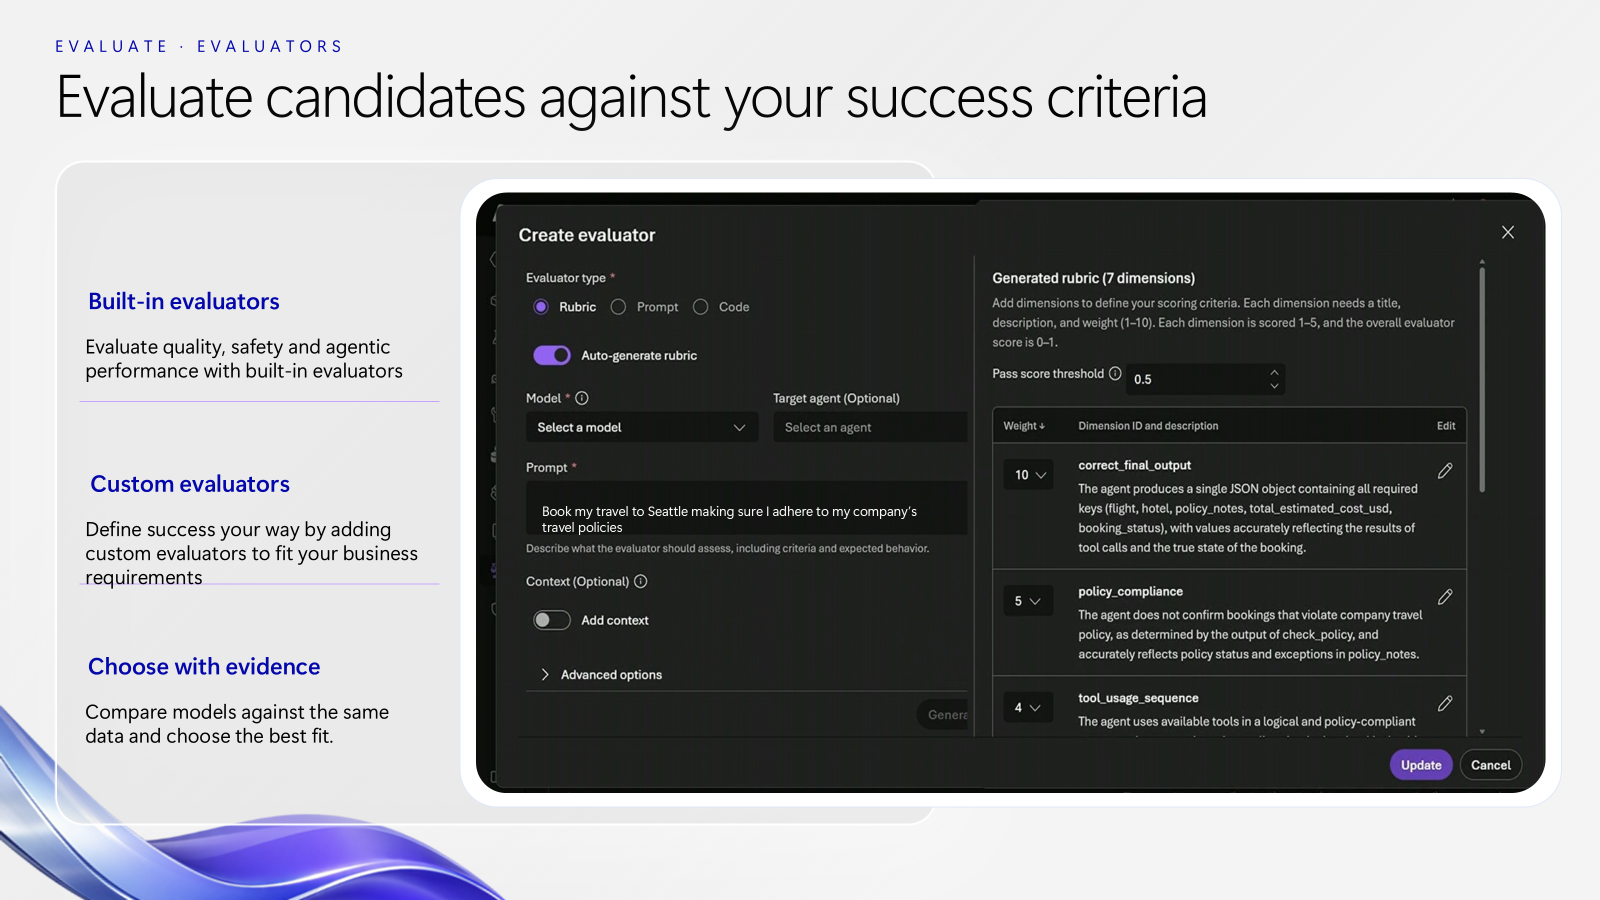 EVALUATE · EVALUATORS
Evaluate candidates against your success criteria
Built-in evaluators
Evaluate quality, safety and agentic
performance with built-in evaluators
Custom evaluators
Define success your way by adding
custom evaluators to fit your business
requirements
Choose with evidence
Compare models against the same
data and choose the best fit.
Create evaluator
Evaluator type *
Rubric Prompt Code
Auto-generate rubric
Model * Target agent (Optional)
Select a model Select an agent
Prompt *
Book my travel to Seattle making sure I adhere to my company's
travel policies
Describe what the evaluator should assess, including criteria and expected behavior.
Context (Optional)
Add context
Advanced options
Generated rubric (7 dimensions)
Add dimensions to define your scoring criteria. Each dimension needs a title,
description, and weight (1–10). Each dimension is scored 1–5, and the overall evaluator
score is 0–1.
Pass score threshold 0.5
Weight ↓ Dimension ID and description Edit
10 correct_final_output
The agent produces a single JSON object containing all required
keys (flight, hotel, policy_notes, total_estimated_cost_usd,
booking_status), with values accurately reflecting the results of
tool calls and the true state of the booking.
5 policy_compliance
The agent does not confirm bookings that violate company travel
policy, as determined by the output of check_policy, and
accurately reflects policy status and exceptions in policy_notes.
4 tool_usage_sequence
The agent uses available tools in a logical and policy-compliant
Update Cancel